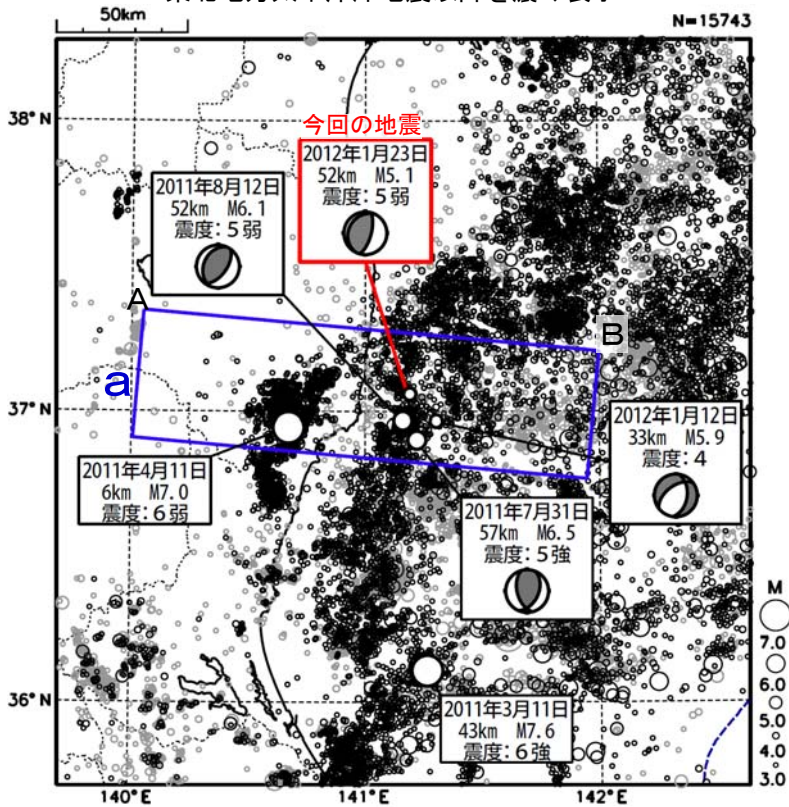 50km
N=15743
38°N
37°N
36°N
140°E
141°E
142°E
今回の地震
2012年1月23日
52km M5.1
震度:5弱
2011年8月12日
52km M6.1
震度:5弱
A
B
a
2012年1月12日
33km M5.9
震度:4
2011年4月11日
6km M7.0
震度:6弱
2011年7月31日
57km M6.5
震度:5強
2011年3月11日
43km M7.6
震度:6強
M
7.0
6.0
5.0
4.0
3.0